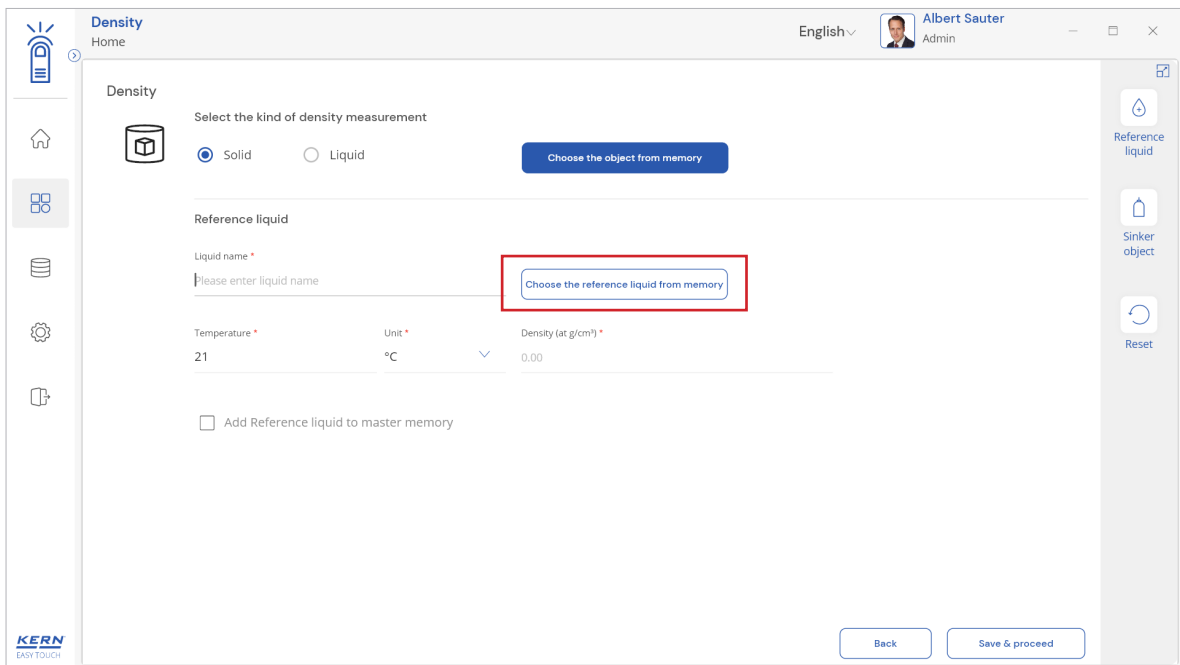 Density
Home
English
Albert Sauter
Admin
Density
Select the kind of density measurement
Solid
Liquid
Choose the object from memory
Reference liquid
Liquid name *
Please enter liquid name
Choose the reference liquid from memory
Temperature *
Unit *
Density (at g/cm³) *
21
°C
0.00
Add Reference liquid to master memory
Back
Save & proceed
Reference
liquid
Sinker
object
Reset
KERN
EASY TOUCH